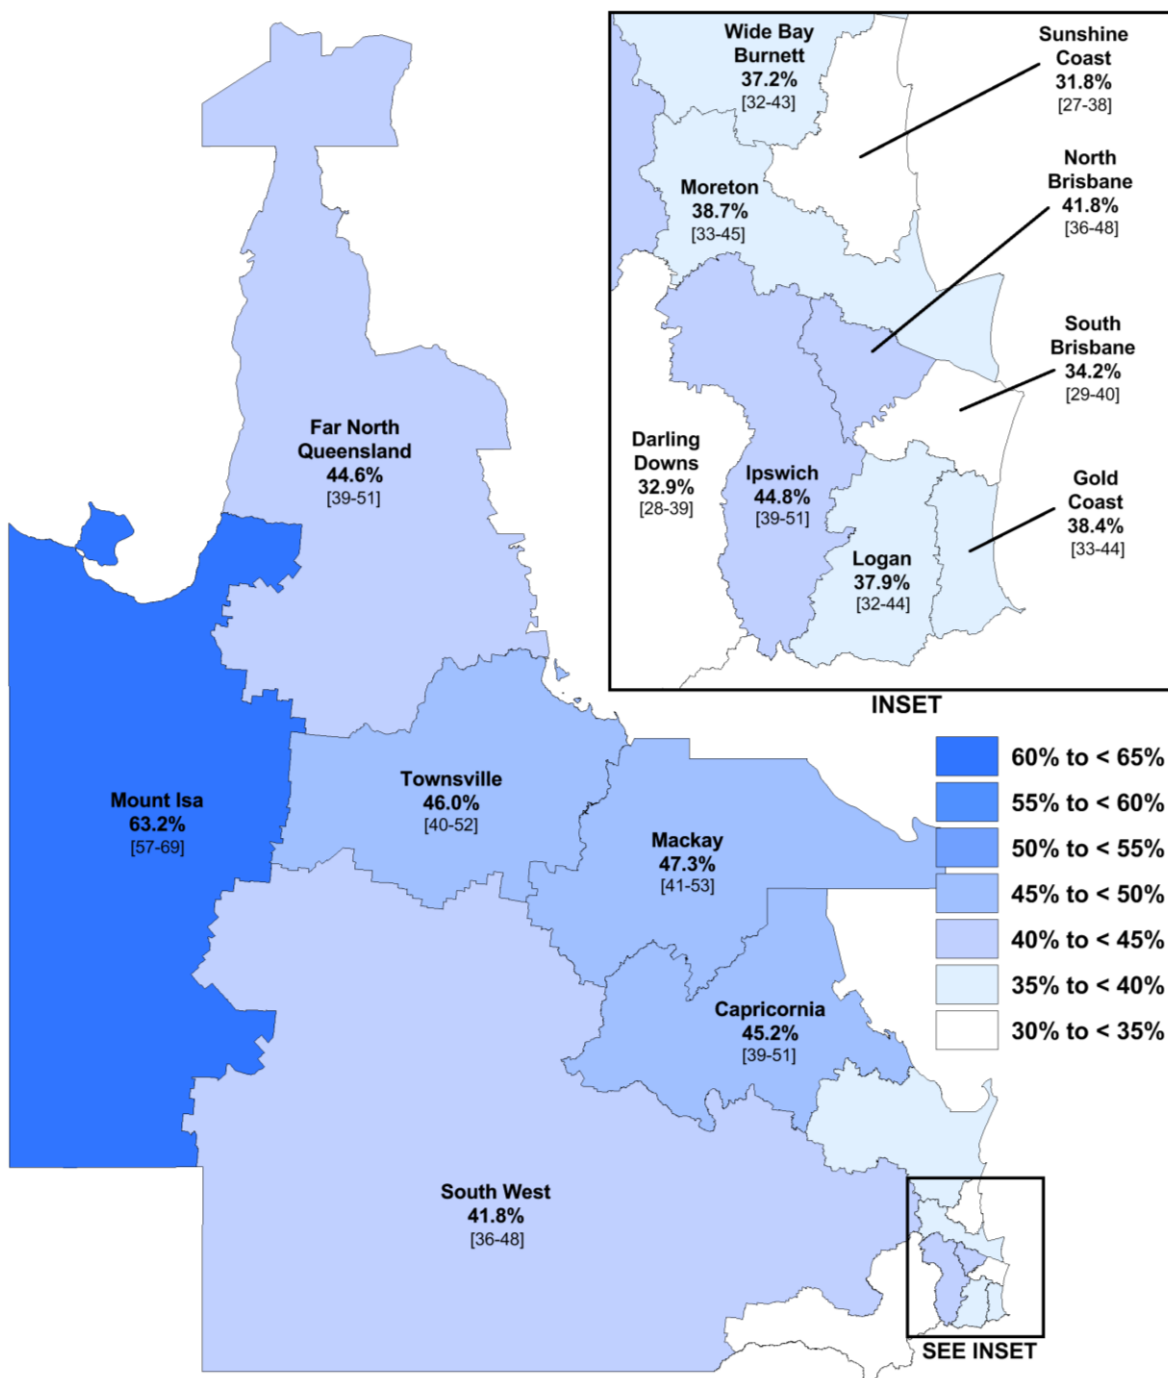 Far North
Queensland
44.6%
[39-51]
Mount Isa
63.2%
[57-69]
Townsville
46.0%
[40-52]
Mackay
47.3%
[41-53]
Capricornia
45.2%
[39-51]
South West
41.8%
[36-48]
SEE INSET
Wide Bay
Burnett
37.2%
[32-43]
Sunshine
Coast
31.8%
[27-38]
Moreton
38.7%
[33-45]
North
Brisbane
41.8%
[36-48]
South
Brisbane
34.2%
[29-40]
Darling
Downs
32.9%
[28-39]
Ipswich
44.8%
[39-51]
Gold
Coast
38.4%
[33-44]
Logan
37.9%
[32-44]
INSET
60% to < 65%
55% to < 60%
50% to < 55%
45% to < 50%
40% to < 45%
35% to < 40%
30% to < 35%